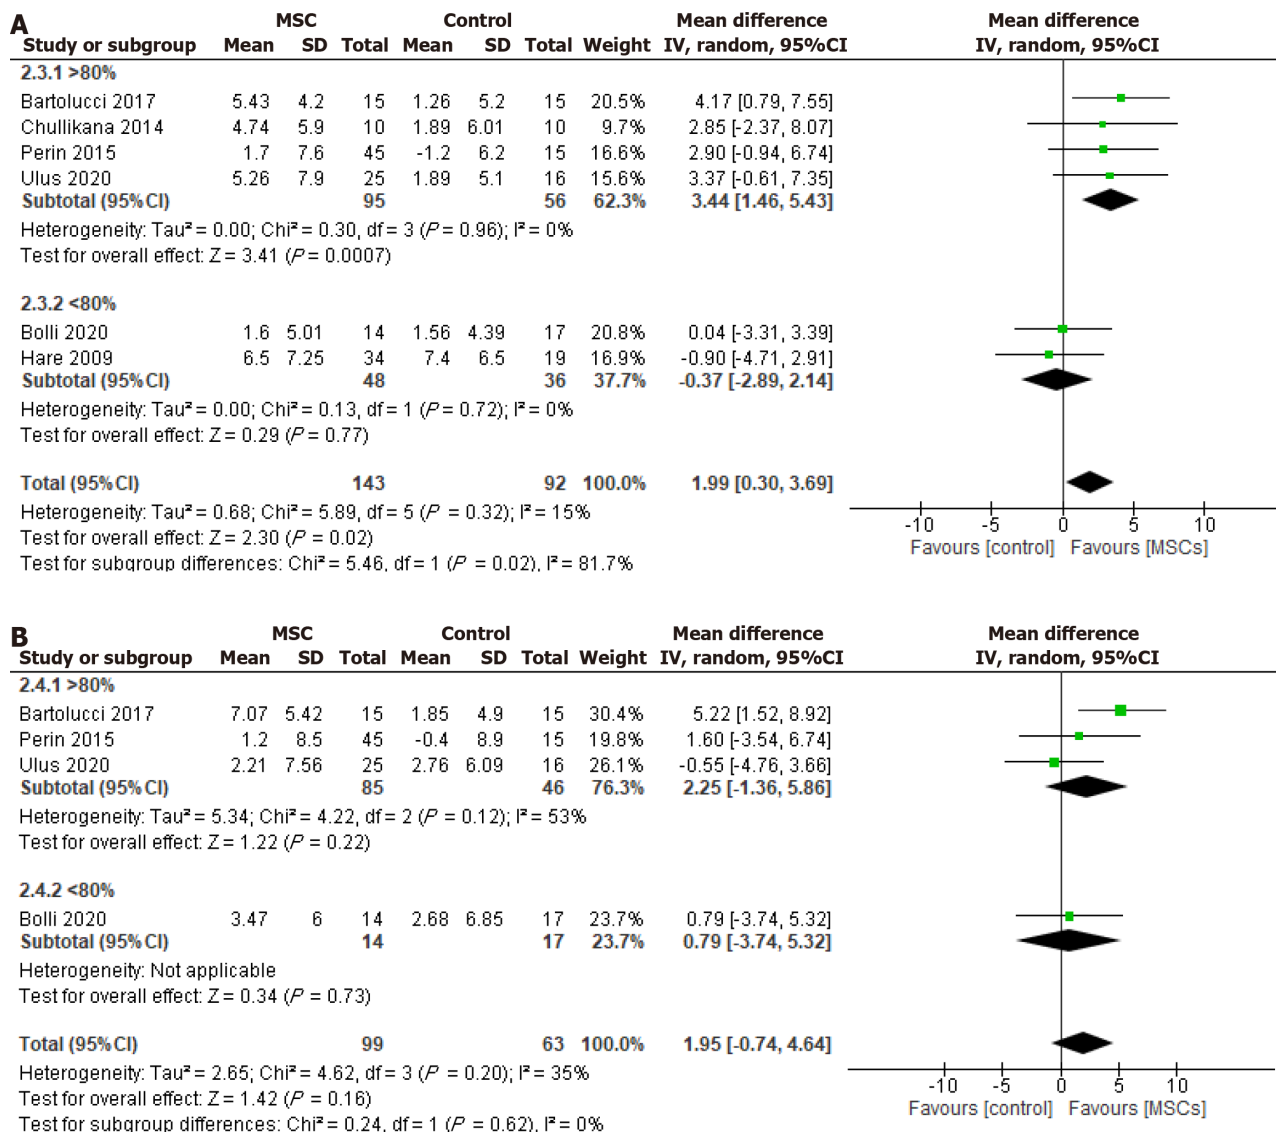 A
MSC Control Mean difference Mean difference
Study or subgroup Mean SD Total Mean SD Total Weight IV, random, 95%CI IV, random, 95%CI
2.3.1 >80%
Bartolucci 2017 5.43 4.2 15 1.26 5.2 15 20.5% 4.17 [0.79, 7.55]
Chullikana 2014 4.74 5.9 10 1.89 6.01 10 9.7% 2.85 [-2.37, 8.07]
Perin 2015 1.7 7.6 45 -1.2 6.2 15 16.6% 2.90 [-0.94, 6.74]
Ulus 2020 5.26 7.9 25 1.89 5.1 16 15.6% 3.37 [-0.61, 7.35]
Subtotal (95%CI) 95 56 62.3% 3.44 [1.46, 5.43]
Heterogeneity: Tau² = 0.00; Chi² = 0.30, df = 3 (P = 0.96); I² = 0%
Test for overall effect: Z = 3.41 (P = 0.0007)
2.3.2 <80%
Bolli 2020 1.6 5.01 14 1.56 4.39 17 20.8% 0.04 [-3.31, 3.39]
Hare 2009 6.5 7.25 34 7.4 6.5 19 16.9% -0.90 [-4.71, 2.91]
Subtotal (95%CI) 48 36 37.7% -0.37 [-2.89, 2.14]
Heterogeneity: Tau² = 0.00; Chi² = 0.13, df = 1 (P = 0.72); I² = 0%
Test for overall effect: Z = 0.29 (P = 0.77)
Total (95%CI) 143 92 100.0% 1.99 [0.30, 3.69]
Heterogeneity: Tau² = 0.68; Chi² = 5.89, df = 5 (P = 0.32); I² = 15%
Test for overall effect: Z = 2.30 (P = 0.02)
Test for subgroup differences: Chi² = 5.46, df = 1 (P = 0.02), I² = 81.7%
-10 -5 0 5 10
Favours [control] Favours [MSCs]
B
MSC Control Mean difference Mean difference
Study or subgroup Mean SD Total Mean SD Total Weight IV, random, 95%CI IV, random, 95%CI
2.4.1 >80%
Bartolucci 2017 7.07 5.42 15 1.85 4.9 15 30.4% 5.22 [1.52, 8.92]
Perin 2015 1.2 8.5 45 -0.4 8.9 15 19.8% 1.60 [-3.54, 6.74]
Ulus 2020 2.21 7.56 25 2.76 6.09 16 26.1% -0.55 [-4.76, 3.66]
Subtotal (95%CI) 85 46 76.3% 2.25 [-1.36, 5.86]
Heterogeneity: Tau² = 5.34; Chi² = 4.22, df = 2 (P = 0.12); I² = 53%
Test for overall effect: Z = 1.22 (P = 0.22)
2.4.2 <80%
Bolli 2020 3.47 6 14 2.68 6.85 17 23.7% 0.79 [-3.74, 5.32]
Subtotal (95%CI) 14 17 23.7% 0.79 [-3.74, 5.32]
Heterogeneity: Not applicable
Test for overall effect: Z = 0.34 (P = 0.73)
Total (95%CI) 99 63 100.0% 1.95 [-0.74, 4.64]
Heterogeneity: Tau² = 2.65; Chi² = 4.62, df = 3 (P = 0.20); I² = 35%
Test for overall effect: Z = 1.42 (P = 0.16)
Test for subgroup differences: Chi² = 0.24, df = 1 (P = 0.62), I² = 0%
-10 -5 0 5 10
Favours [control] Favours [MSCs]